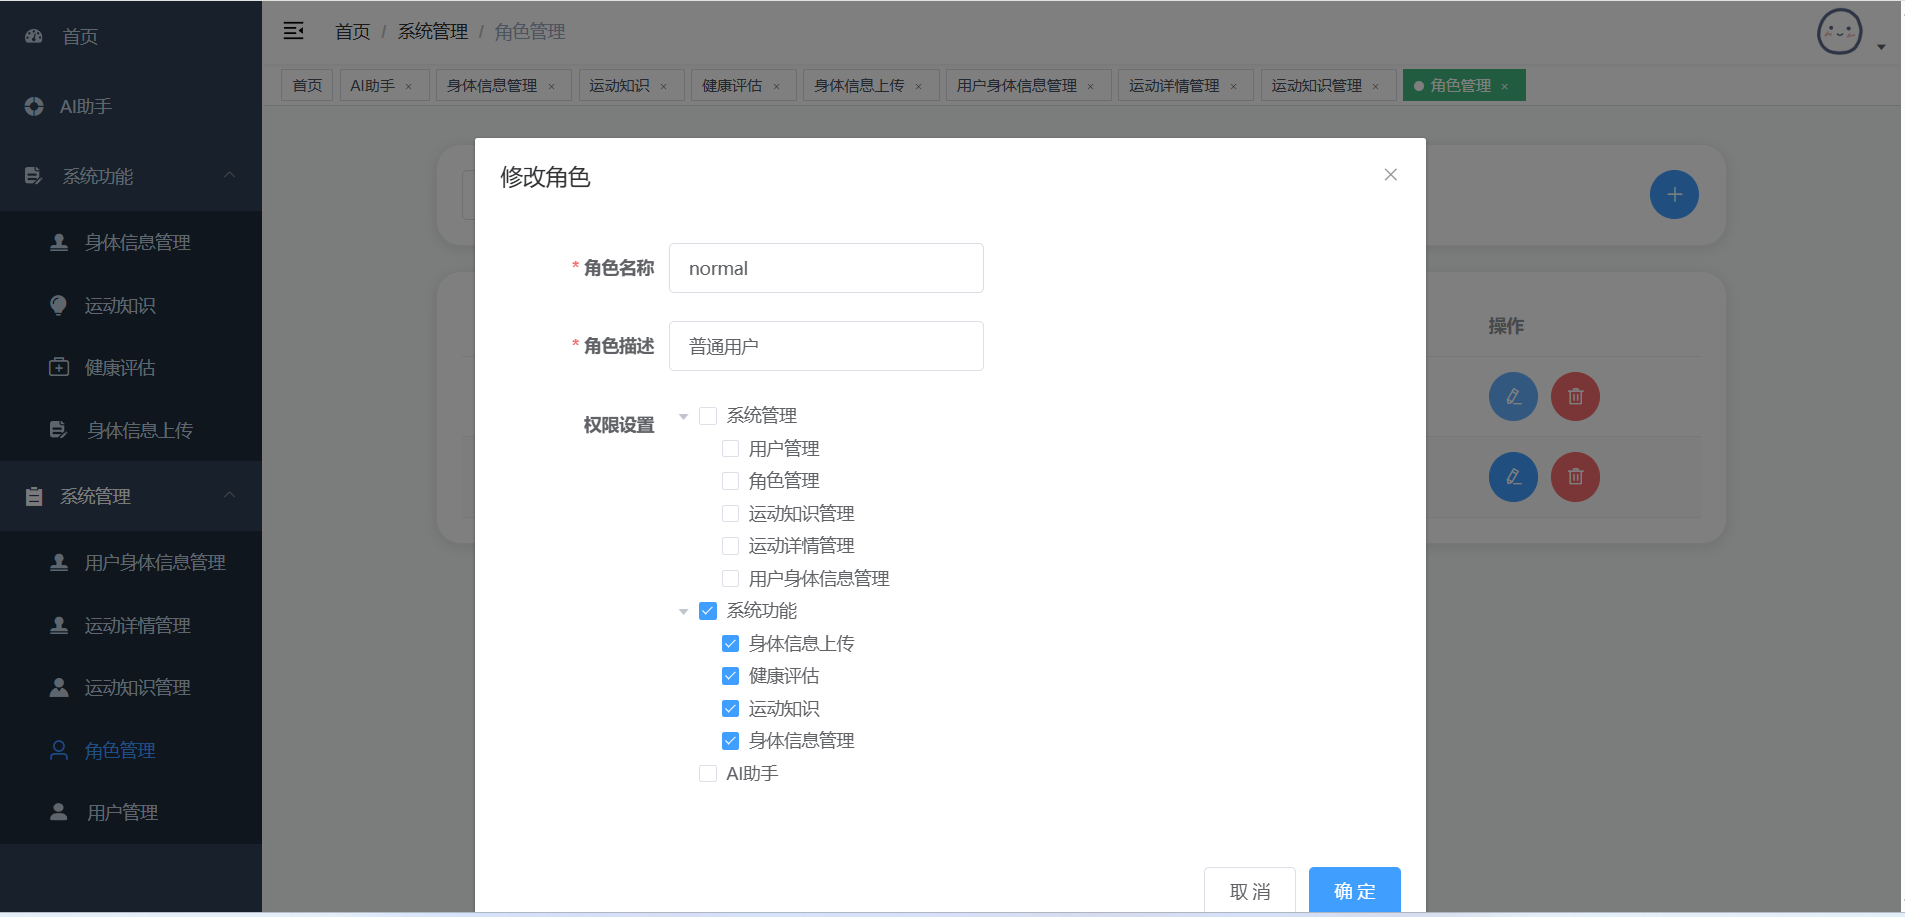 首页
AI助手
系统功能
身体信息管理
运动知识
健康评估
身体信息上传
系统管理
用户身体信息管理
运动详情管理
运动知识管理
角色管理
用户管理
首页 / 系统管理 / 角色管理
首页 AI助手 × 身体信息管理 × 运动知识 × 健康评估 × 身体信息上传 × 用户身体信息管理 × 运动详情管理 × 运动知识管理 × 角色管理 ×
修改角色
* 角色名称 normal
* 角色描述 普通用户
权限设置 系统管理
用户管理
角色管理
运动知识管理
运动详情管理
用户身体信息管理
系统功能
身体信息上传
健康评估
运动知识
身体信息管理
AI助手
取消 确定
操作